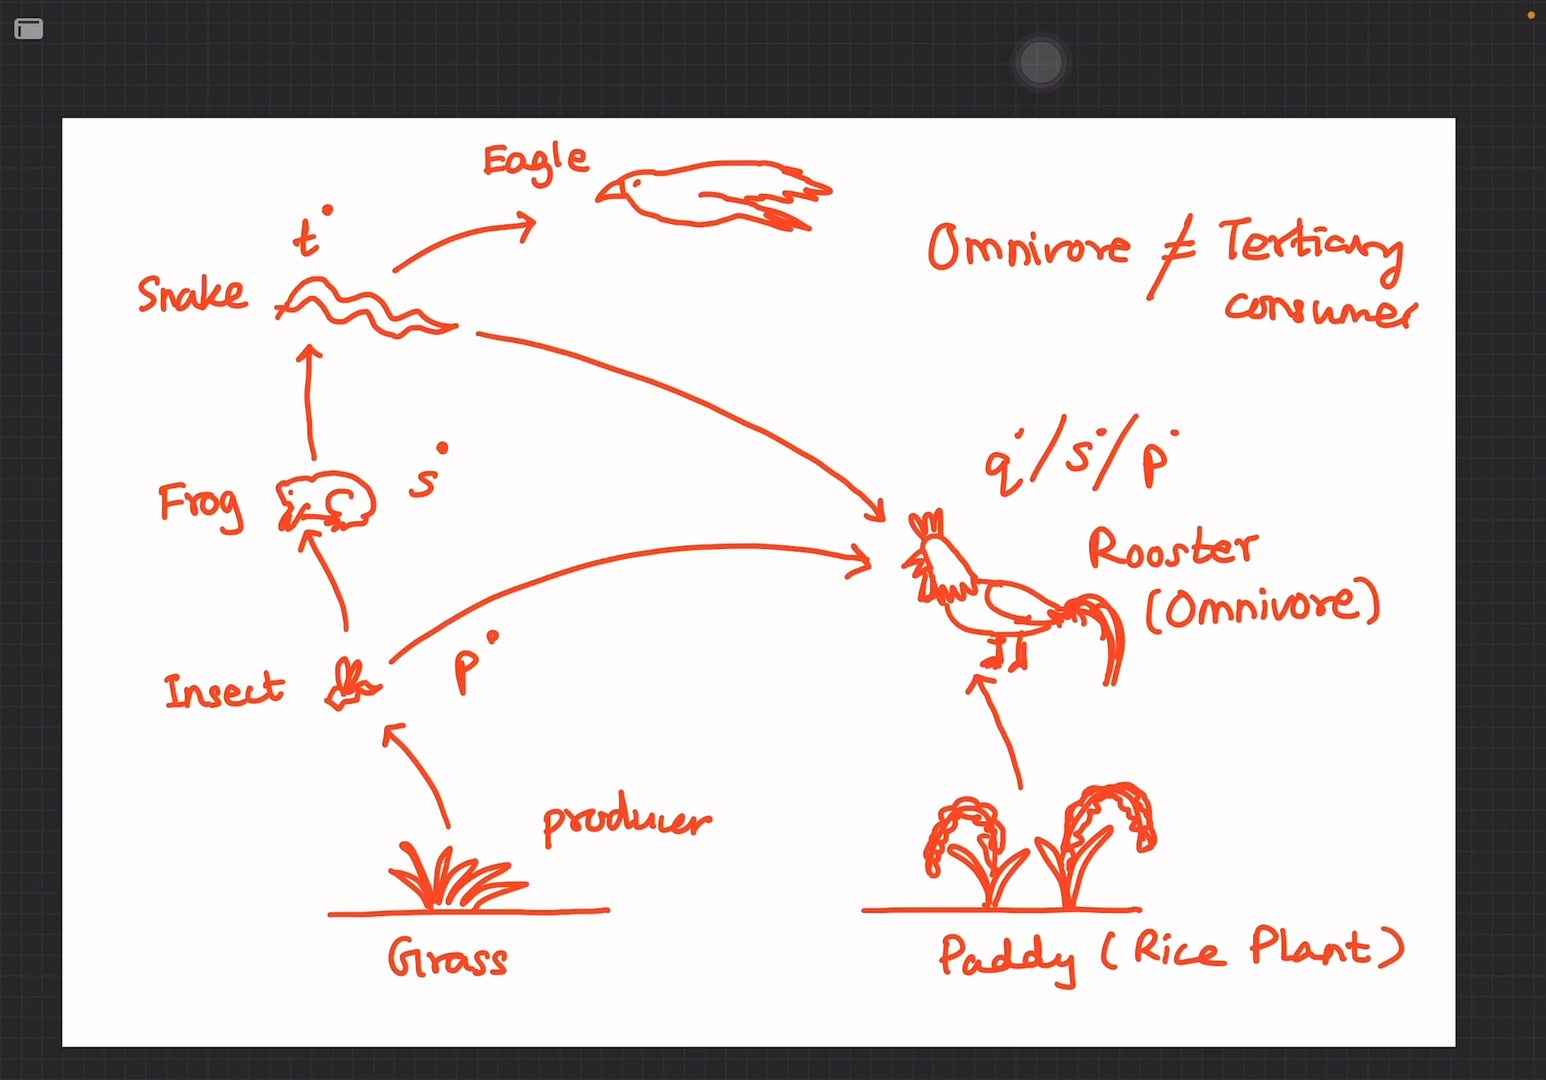 Eagle
t°
Snake
Omnivore ≠ Tertiary
consumer
Frog
s°
q°/s°/p°
Rooster
(Omnivore)
Insect
p°
producer
Grass
Paddy (Rice Plant)